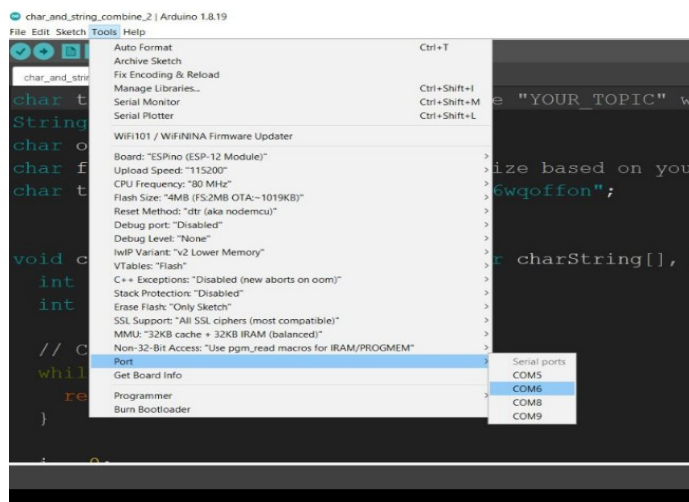 char_and_string_combine_2 | Arduino 1.8.19
File Edit Sketch Tools Help
char_and_strir
Auto Format Ctrl+T
Archive Sketch
Fix Encoding & Reload
Manage Libraries... Ctrl+Shift+I
Serial Monitor Ctrl+Shift+M
Serial Plotter Ctrl+Shift+L
WiFi101 / WiFiNINA Firmware Updater
Board: "ESPino (ESP-12 Module)"
Upload Speed: "115200"
CPU Frequency: "80 MHz"
Flash Size: "4MB (FS:2MB OTA:~1019KB)"
Reset Method: "dtr (aka nodemcu)"
Debug port: "Disabled"
Debug Level: "None"
lwIP Variant: "v2 Lower Memory"
VTables: "Flash"
C++ Exceptions: "Disabled (new aborts on oom)"
Stack Protection: "Disabled"
Erase Flash: "Only Sketch"
SSL Support: "All SSL ciphers (most compatible)"
MMU: "32KB cache + 32KB IRAM (balanced)"
Non-32-Bit Access: "Use pgm_read macros for IRAM/PROGMEM"
Port
Get Board Info
Programmer
Burn Bootloader
Serial ports
COM5
COM6
COM8
COM9
char t e "YOUR_TOPIC" w
String
char o
char f ize based on you
char t 6wqoffon";
void c r charString[],
int
int
// C
whil
re
}